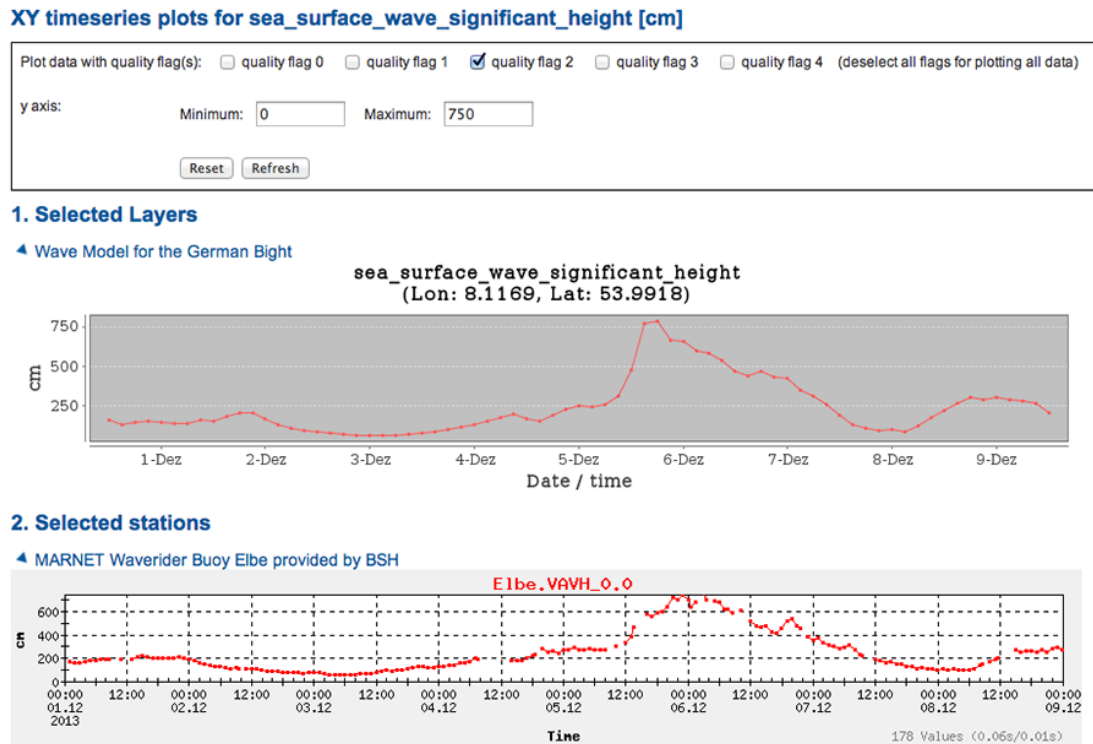 XY timeseries plots for sea_surface_wave_significant_height [cm]
Plot data with quality flag(s): quality flag 0 quality flag 1 quality flag 2 quality flag 3 quality flag 4 (deselect all flags for plotting all data)
y axis: Minimum: 0 Maximum: 750
Reset Refresh
1. Selected Layers
Wave Model for the German Bight
sea_surface_wave_significant_height
(Lon: 8.1169, Lat: 53.9918)
750
500
250
cm
1-Dez 2-Dez 3-Dez 4-Dez 5-Dez 6-Dez 7-Dez 8-Dez 9-Dez
Date / time
2. Selected stations
MARNET Waverider Buoy Elbe provided by BSH
Elbe.VAVH_0.0
600
400
200
0
cm
00:00 12:00 00:00 12:00 00:00 12:00 00:00 12:00 00:00 12:00 00:00 12:00 00:00 12:00 00:00 12:00 00:00
01.12 02.12 03.12 04.12 05.12 06.12 07.12 08.12 09.12
2013
Time
178 Values (0.06s/0.01s)